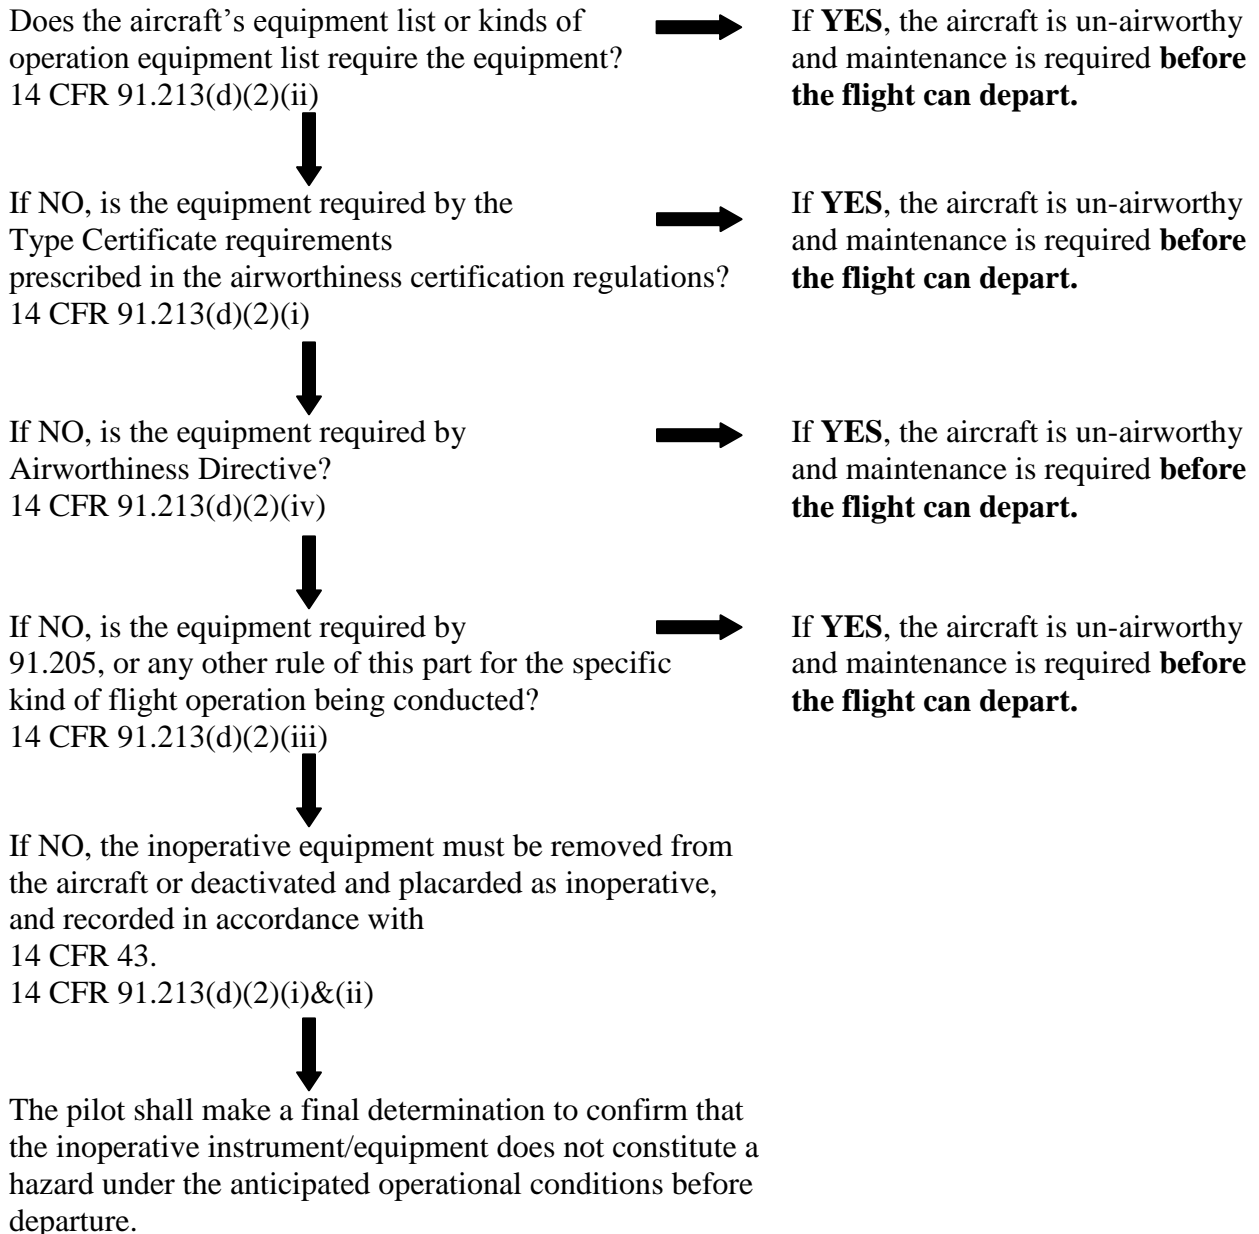 Does the aircraft's equipment list or kinds of
operation equipment list require the equipment?
14 CFR 91.213(d)(2)(ii)
If YES, the aircraft is un-airworthy
and maintenance is required before
the flight can depart.
If NO, is the equipment required by the
Type Certificate requirements
prescribed in the airworthiness certification regulations?
14 CFR 91.213(d)(2)(i)
If YES, the aircraft is un-airworthy
and maintenance is required before
the flight can depart.
If NO, is the equipment required by
Airworthiness Directive?
14 CFR 91.213(d)(2)(iv)
If YES, the aircraft is un-airworthy
and maintenance is required before
the flight can depart.
If NO, is the equipment required by
91.205, or any other rule of this part for the specific
kind of flight operation being conducted?
14 CFR 91.213(d)(2)(iii)
If YES, the aircraft is un-airworthy
and maintenance is required before
the flight can depart.
If NO, the inoperative equipment must be removed from
the aircraft or deactivated and placarded as inoperative,
and recorded in accordance with
14 CFR 43.
14 CFR 91.213(d)(2)(i)&(ii)
The pilot shall make a final determination to confirm that
the inoperative instrument/equipment does not constitute a
hazard under the anticipated operational conditions before
departure.